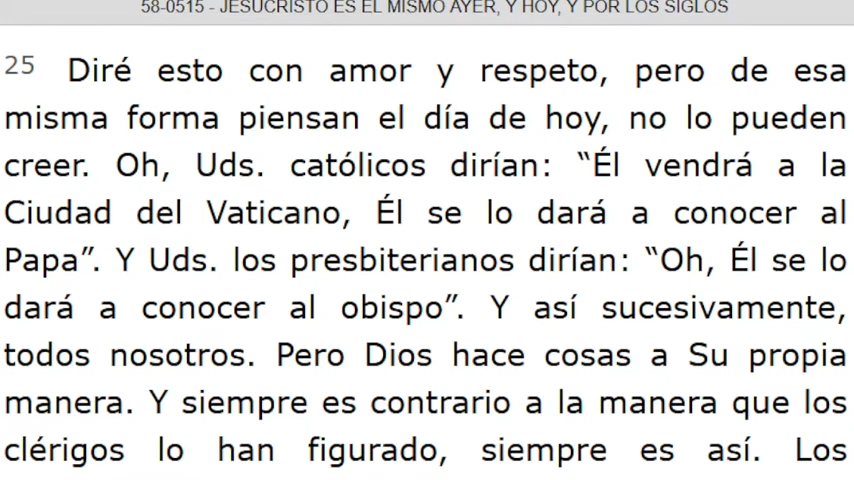 58-0515 - JESUCRISTO ES EL MISMO AYER, Y HOY, Y POR LOS SIGLOS
25 Diré esto con amor y respeto, pero de esa
misma forma piensan el día de hoy, no lo pueden
creer. Oh, Uds. católicos dirían: “Él vendrá a la
Ciudad del Vaticano, Él se lo dará a conocer al
Papa”. Y Uds. los presbiterianos dirían: “Oh, Él se lo
dará a conocer al obispo”. Y así sucesivamente,
todos nosotros. Pero Dios hace cosas a Su propia
manera. Y siempre es contrario a la manera que los
clérigos lo han figurado, siempre es así. Los